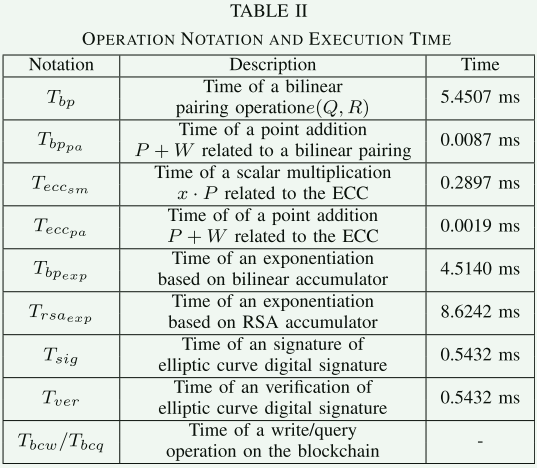 TABLE II
OPERATION NOTATION AND EXECUTION TIME
Notation Description Time
T_{bp} Time of a bilinear
pairing operatione(Q, R) 5.4507 ms
T_{bp_{pa}} Time of a point addition
P + W related to a bilinear pairing 0.0087 ms
T_{ecc_{sm}} Time of a scalar multiplication
x · P related to the ECC 0.2897 ms
T_{ecc_{pa}} Time of of a point addition
P + W related to the ECC 0.0019 ms
T_{bp_{exp}} Time of an exponentiation
based on bilinear accumulator 4.5140 ms
T_{rsa_{exp}} Time of an exponentiation
based on RSA accumulator 8.6242 ms
T_{sig} Time of an signature of
elliptic curve digital signature 0.5432 ms
T_{ver} Time of an verification of
elliptic curve digital signature 0.5432 ms
T_{bcw}/T_{bcq} Time of a write/query
operation on the blockchain -